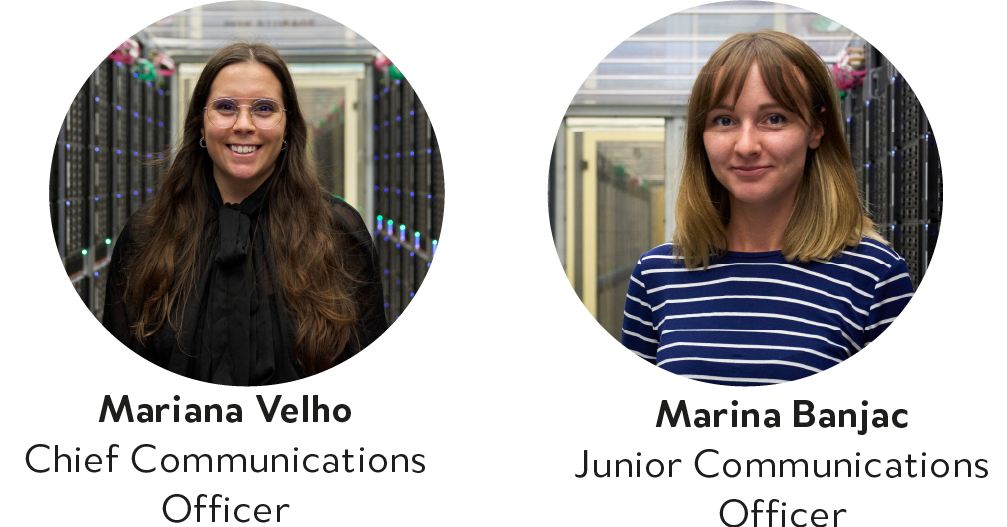 Mariana Velho
Chief Communications
Officer
Marina Banjac
Junior Communications
Officer